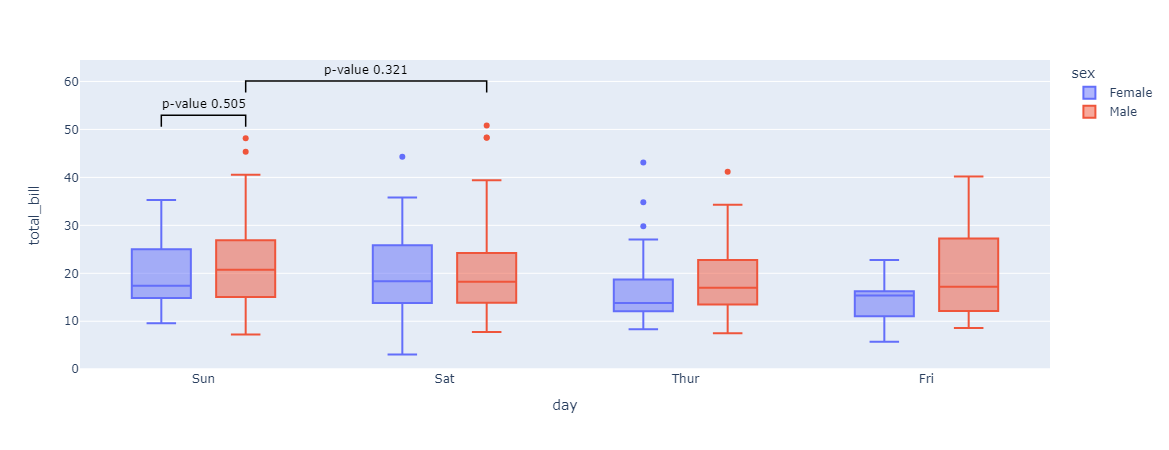 p-value 0.321
p-value 0.505
60
50
40
30
20
10
0
total_bill
Sun
Sat
Thur
Fri
day
sex
Female
Male